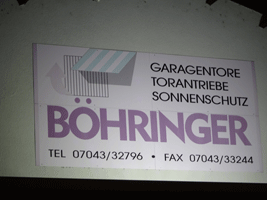 GARAGENTORE
TORANTRIEBE
SONNENSCHUTZ
BÖHRINGER
TEL 07043/32796 • FAX 07043/33244